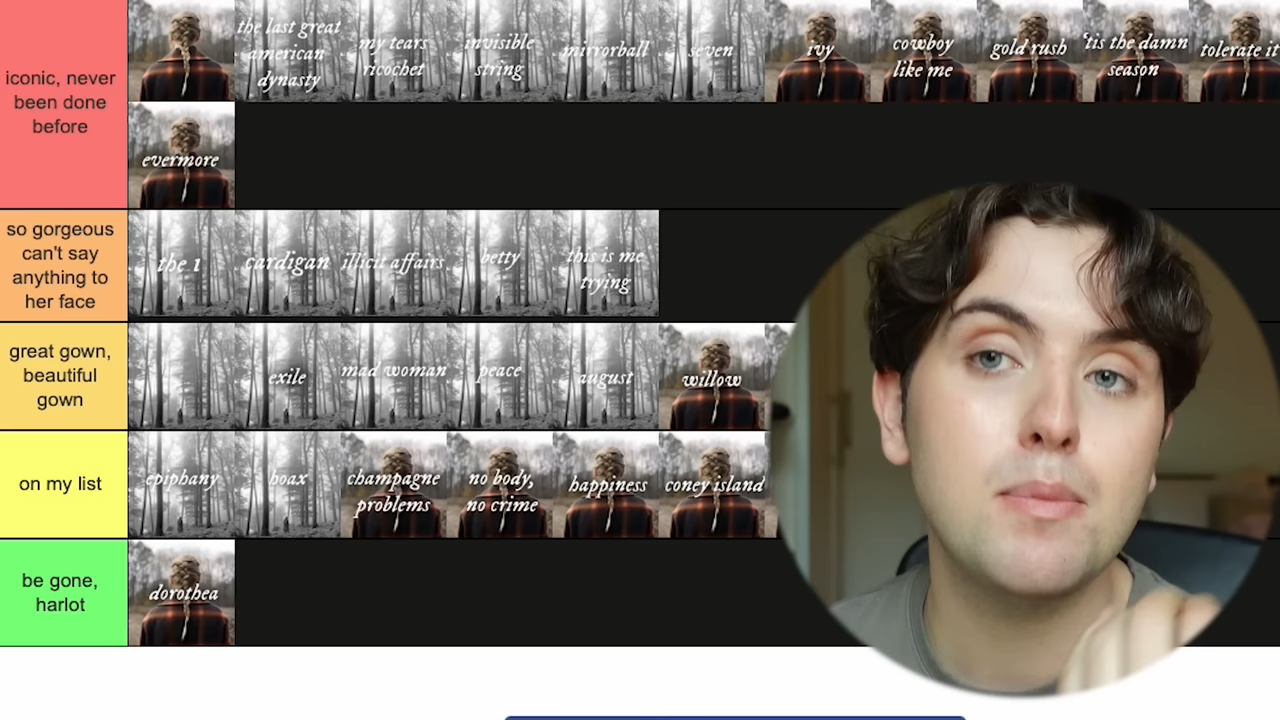 iconic, never
been done
before
the last great
american
dynasty
my tears
ricochet
invisible
string
mirrorball
seven
ivy
cowboy
like me
gold rush
'tis the damn
season
tolerate it
evermore
so gorgeous
can't say
anything to
her face
the 1
cardigan
illicit affairs
betty
this is me
trying
great gown,
beautiful
gown
exile
mad woman
peace
august
willow
on my list
epiphany
hoax
champagne
problems
no body,
no crime
happiness
coney island
be gone,
harlot
dorothea